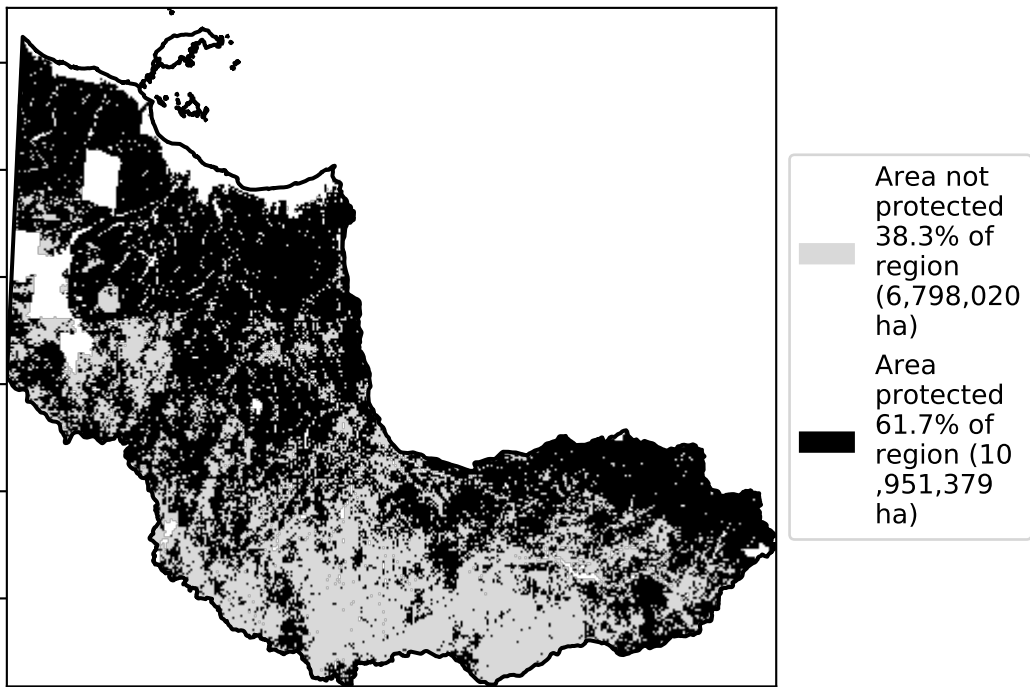 Area not
protected
38.3% of
region
(6,798,020
ha)
Area
protected
61.7% of
region (10
,951,379
ha)